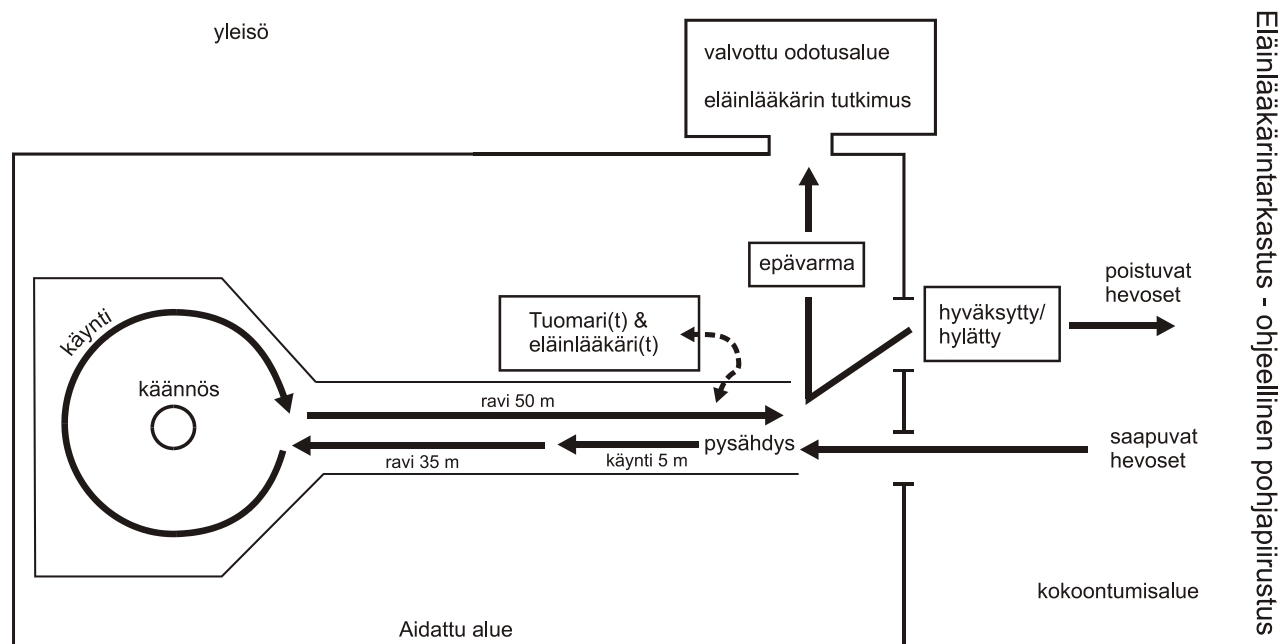 yleisö
valvottu odotusalue
eläinlääkärin tutkimus
epävarma
poistuvat
hevoset
hyväksytty/
hylätty
Tuomari(t) &
eläinlääkäri(t)
käynti
käännös
ravi 50 m
pysähdys
ravi 35 m
käynti 5 m
saapuvat
hevoset
kokoontumisalue
Aidattu alue
Eläinlääkärintarkastus - ohjeellinen pohjapiirustus